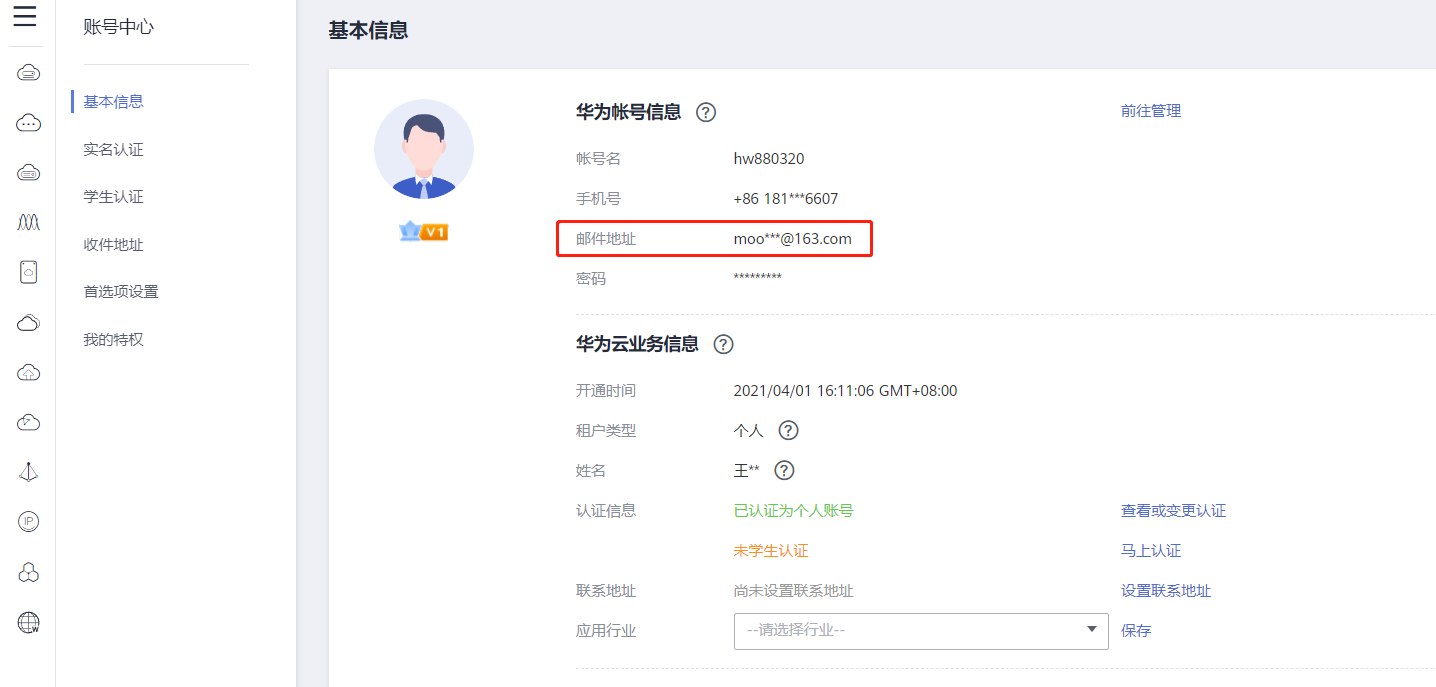 账号中心
基本信息
实名认证
学生认证
收件地址
首选项设置
我的特权
基本信息
V1
华为帐号信息 ? 前往管理
帐号名 hw880320
手机号 +86 181***6607
邮件地址 moo***@163.com
密码 *********
华为云业务信息 ?
开通时间 2021/04/01 16:11:06 GMT+08:00
租户类型 个人 ?
姓名 王** ?
认证信息 已认证为个人账号 查看或变更认证
未学生认证 马上认证
联系地址 尚未设置联系地址 设置联系地址
应用行业 --请选择行业-- 保存
IP
W